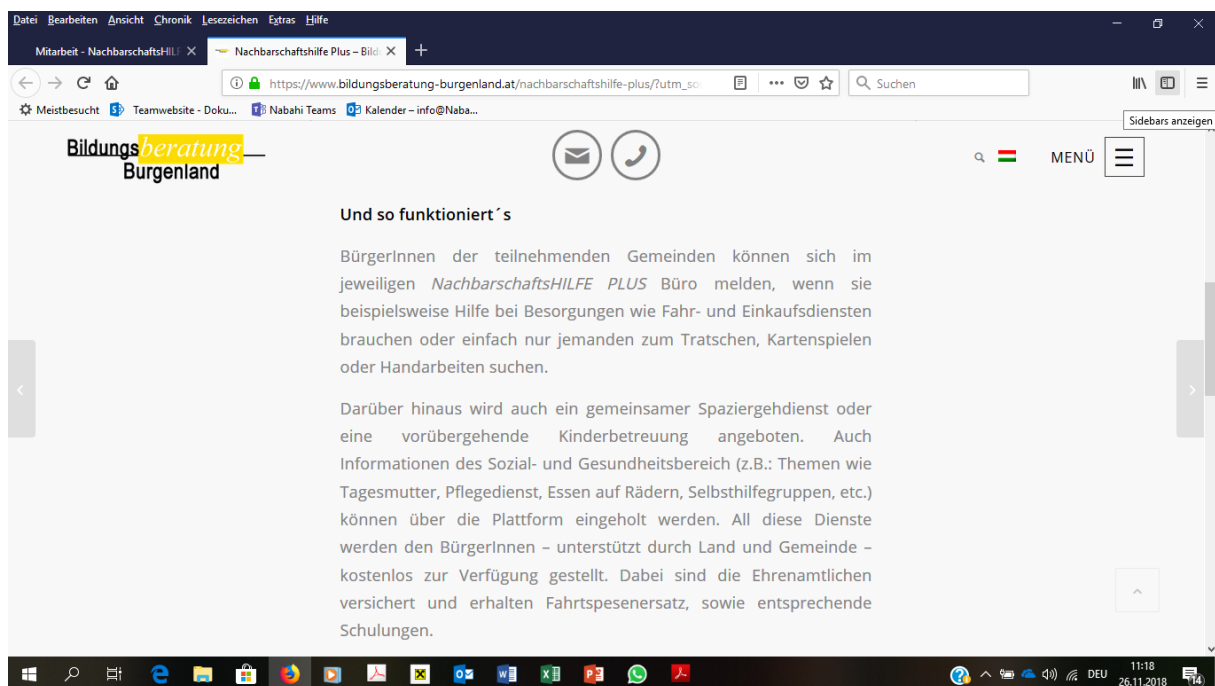 Datei Bearbeiten Ansicht Chronik Lesezeichen Extras Hilfe
Mitarbeit - NachbarschaftsHILF
Nachbarschaftshilfe Plus – Bild
https://www.bildungsberatung-burgenland.at/nachbarschaftshilfe-plus/?utm_so
Suchen
Meistbesucht Teamwebsite - Doku... Nabahi Teams Kalender – info@Naba...
Sidebars anzeigen
Bildungsberatung
Burgenland
MENÜ
Und so funktioniert´s
BürgerInnen der teilnehmenden Gemeinden können sich im
jeweiligen NachbarschaftsHILFE PLUS Büro melden, wenn sie
beispielsweise Hilfe bei Besorgungen wie Fahr- und Einkaufsdiensten
brauchen oder einfach nur jemanden zum Tratschen, Kartenspielen
oder Handarbeiten suchen.
Darüber hinaus wird auch ein gemeinsamer Spaziergehdienst oder
eine vorübergehende Kinderbetreuung angeboten. Auch
Informationen des Sozial- und Gesundheitsbereich (z.B.: Themen wie
Tagesmutter, Pflegedienst, Essen auf Rädern, Selbsthilfegruppen, etc.)
können über die Plattform eingeholt werden. All diese Dienste
werden den BürgerInnen – unterstützt durch Land und Gemeinde –
kostenlos zur Verfügung gestellt. Dabei sind die Ehrenamtlichen
versichert und erhalten Fahrtspesenersatz, sowie entsprechende
Schulungen.
DEU
11:18
26.11.2018
14